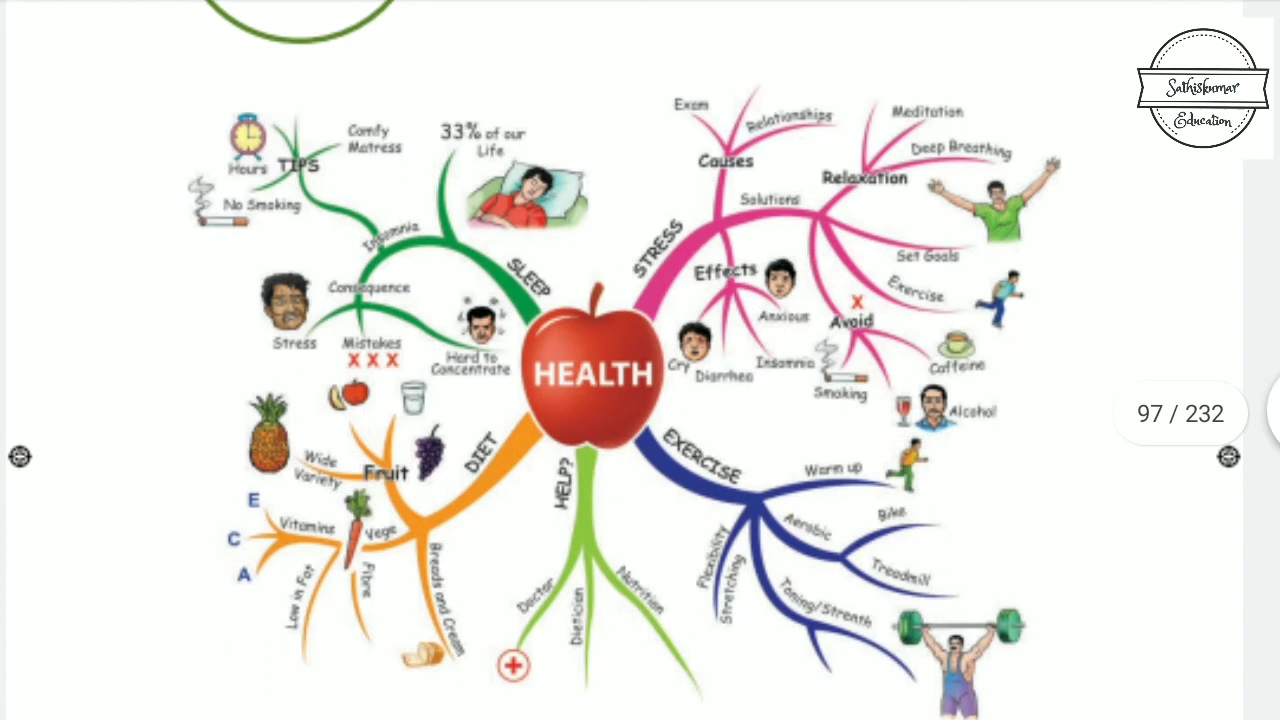 Sathiskumar
Education
97 / 232
HEALTH
SLEEP
33% of our
Life
Insomnia
TIPS
Hours
Comfy
Matress
No Smoking
Consequence
Stress
Mistakes
X X X
Hard to
Concentrate
STRESS
Causes
Exam
Relationships
Solutions
Relaxation
Meditation
Deep Breathing
Set Goals
Exercise
X
Avoid
Smoking
Caffeine
Alcohol
Effects
Cry
Diarrhea
Insomnia
Anxious
EXERCISE
Warm up
Aerobic
Bike
Treadmill
Toning/Strenth
Flexibility
Stretching
HELP?
Doctor
Dietician
Nutrition
DIET
Fruit
Wide
Variety
Vege
Vitamins
E
C
A
Low in Fat
Fibre
Breads and Cream